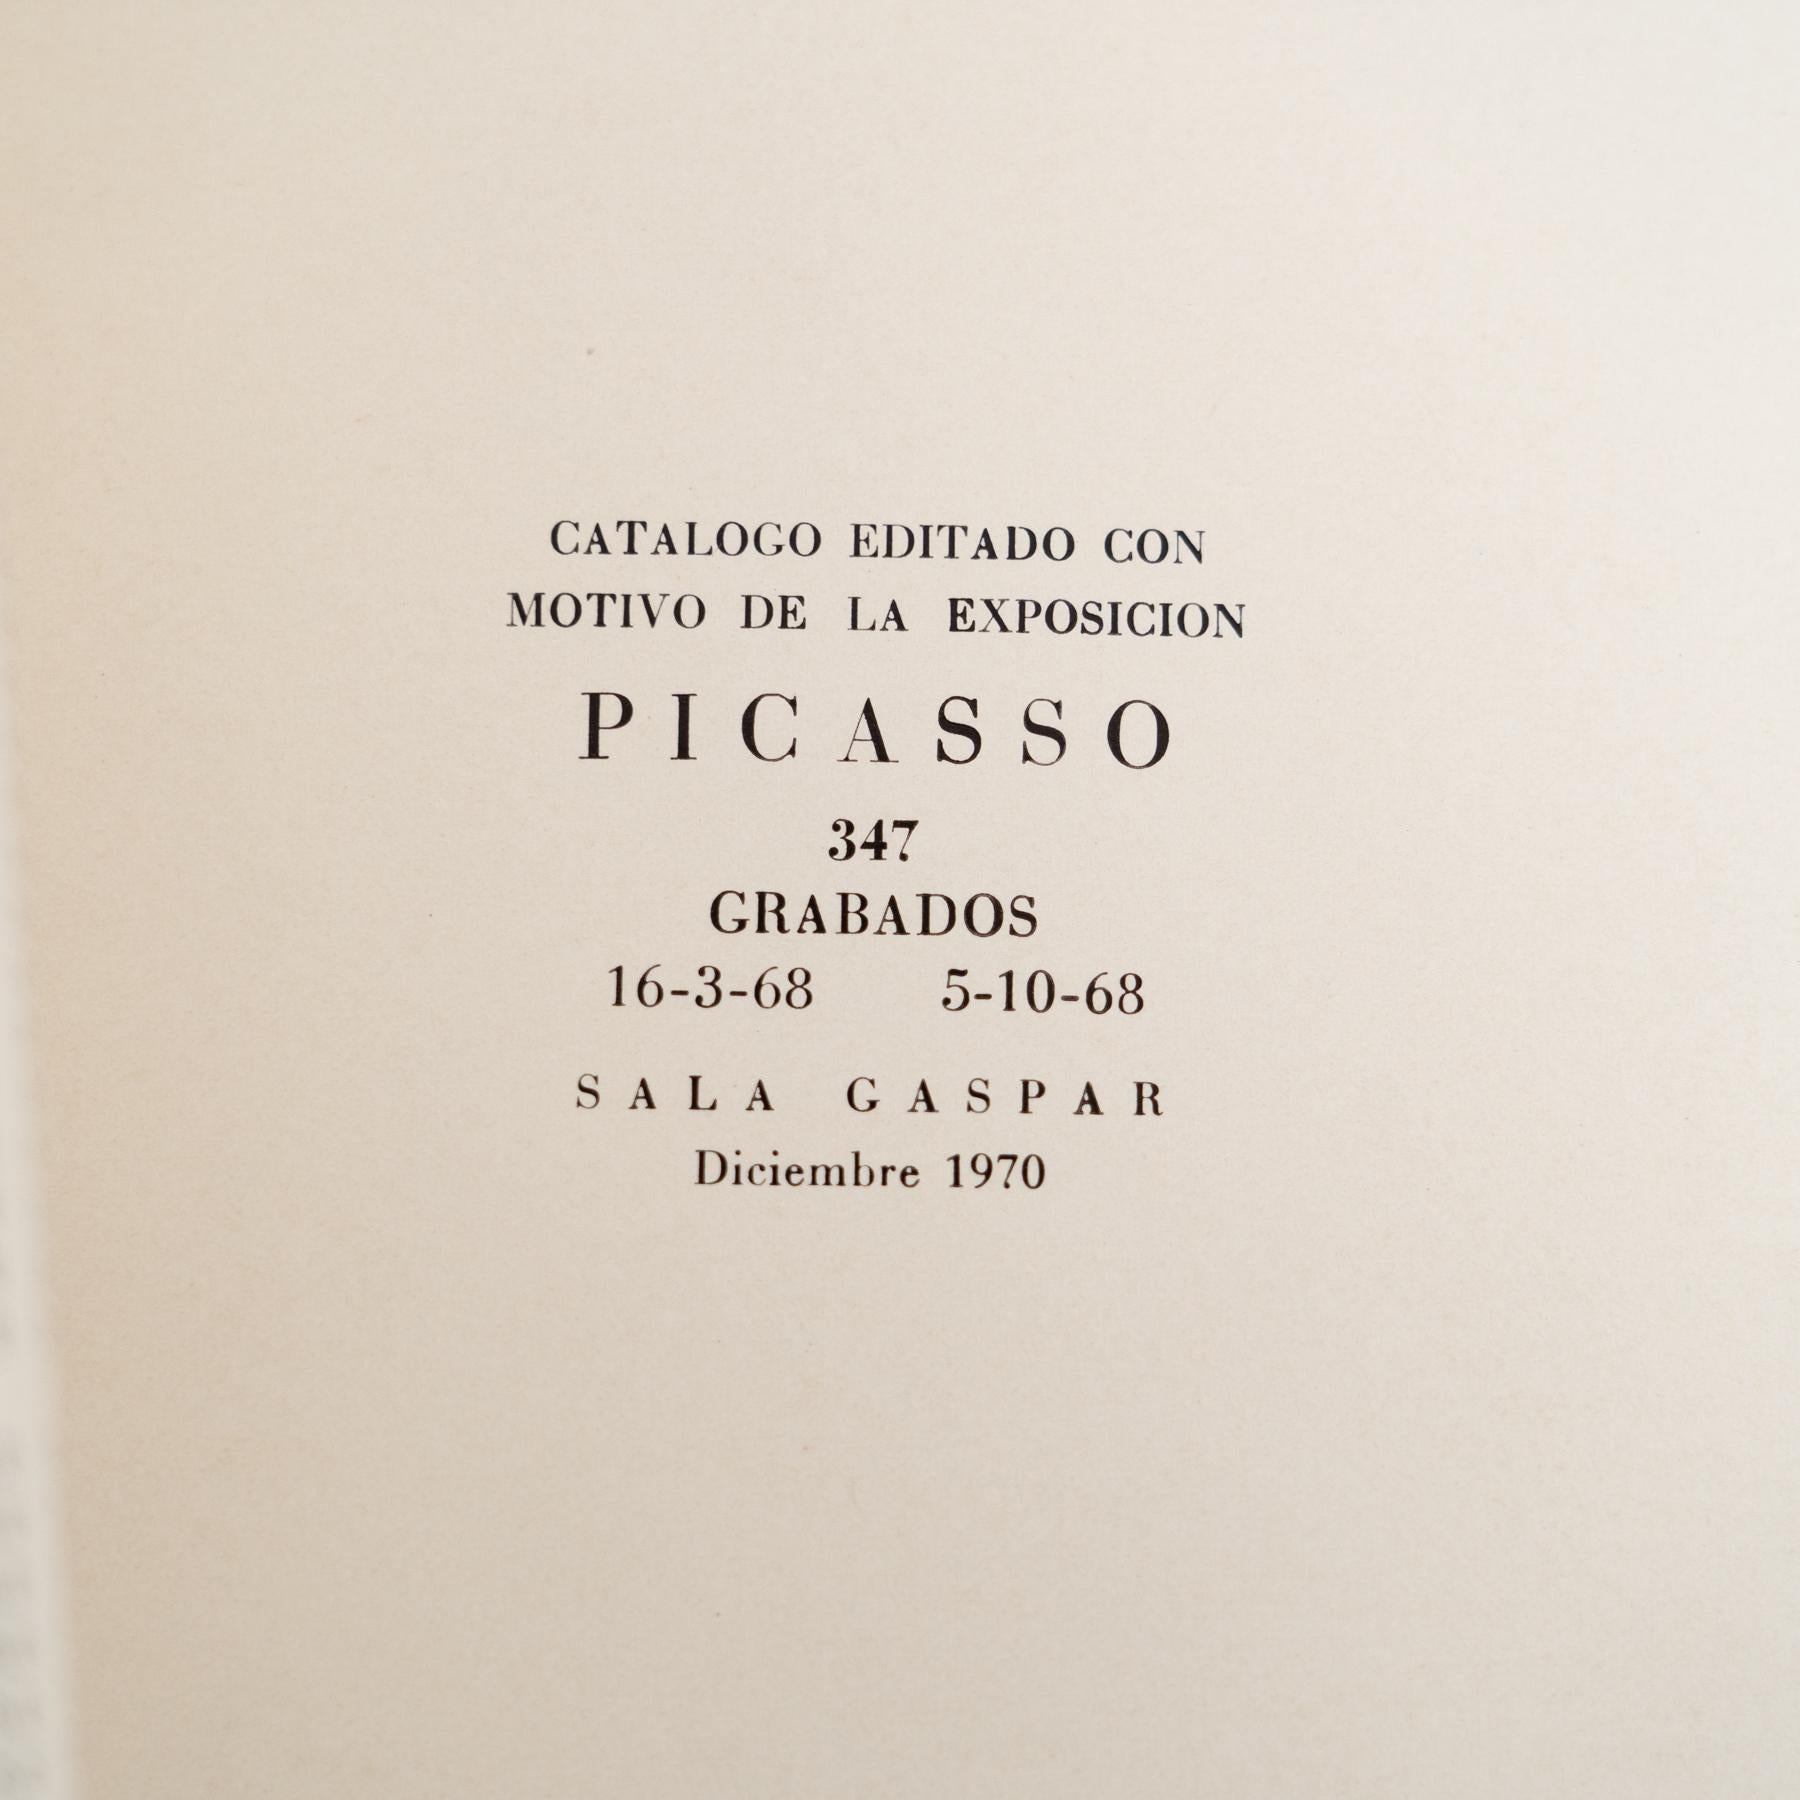 CATALOGO EDITADO CON
MOTIVO DE LA EXPOSICION
PICASSO
347
GRABADOS
16-3-68 5-10-68
SALA GASPAR
Diciembre 1970